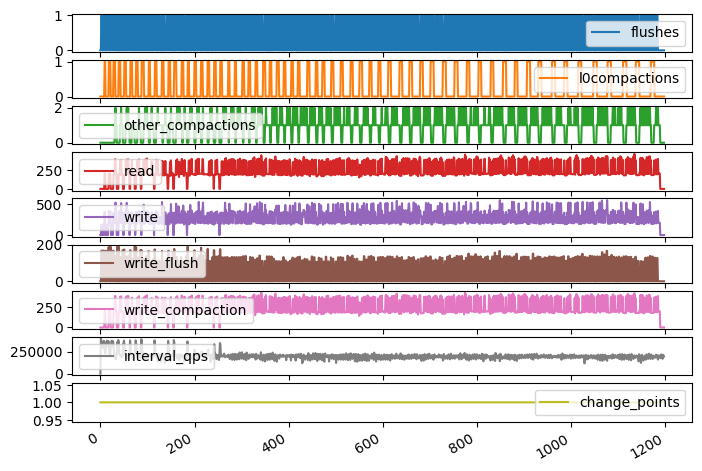 1
flushes
0
1
l0compactions
0
2
other_compactions
0
250
read
0
500
write
0
200
write_flush
0
250
write_compaction
0
250000
interval_qps
0
1.05
1.00
change_points
0.95
0 200 400 600 800 1000 1200